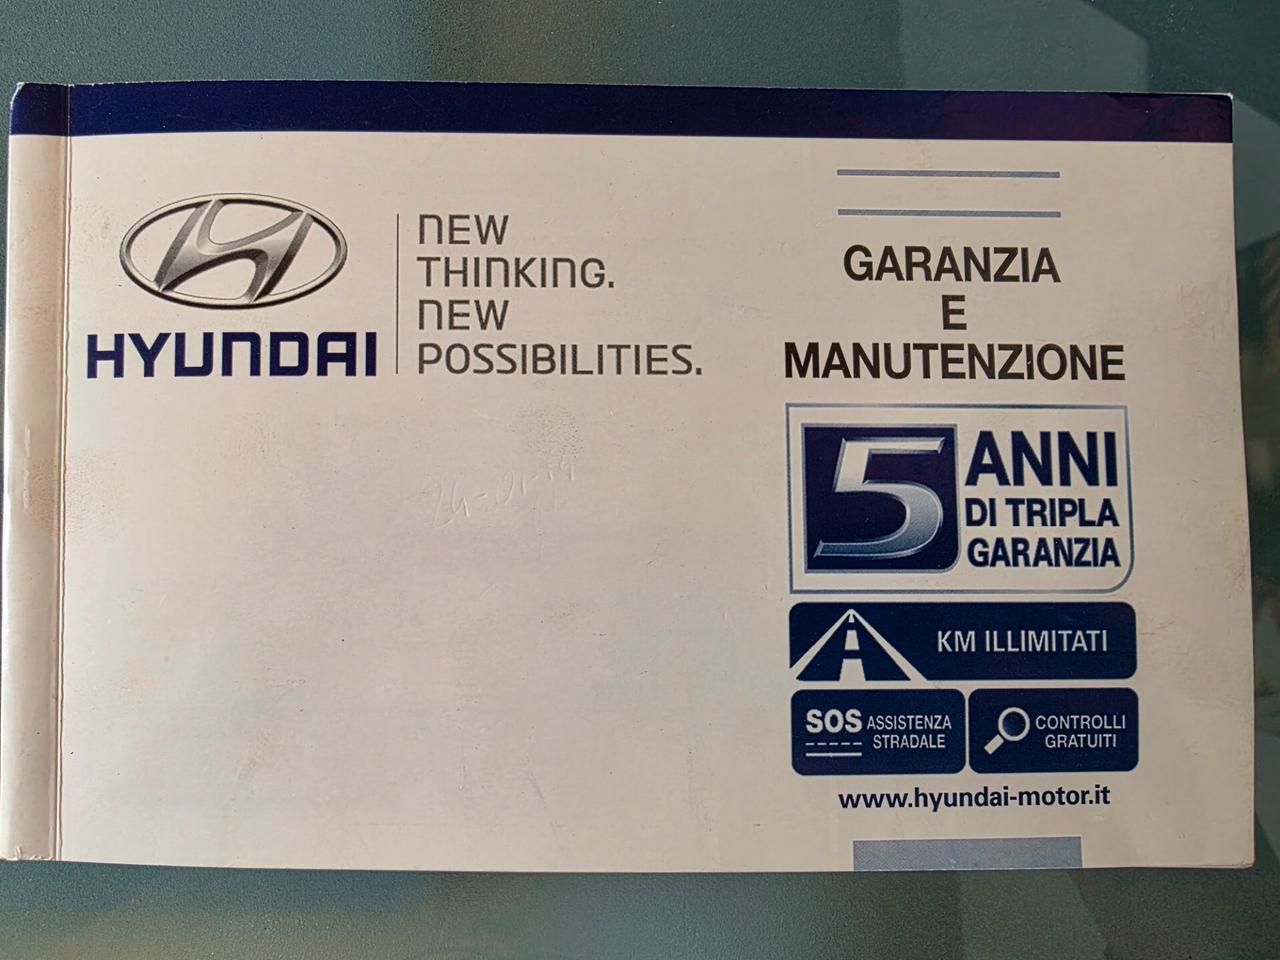 HYUNDAI
NEW
THINKING.
NEW
POSSIBILITIES.
GARANZIA
E
MANUTENZIONE
5 ANNI
DI TRIPLA
GARANZIA
KM ILLIMITATI
SOS ASSISTENZA
STRADALE
CONTROLLI
GRATUITI
www.hyundai-motor.it